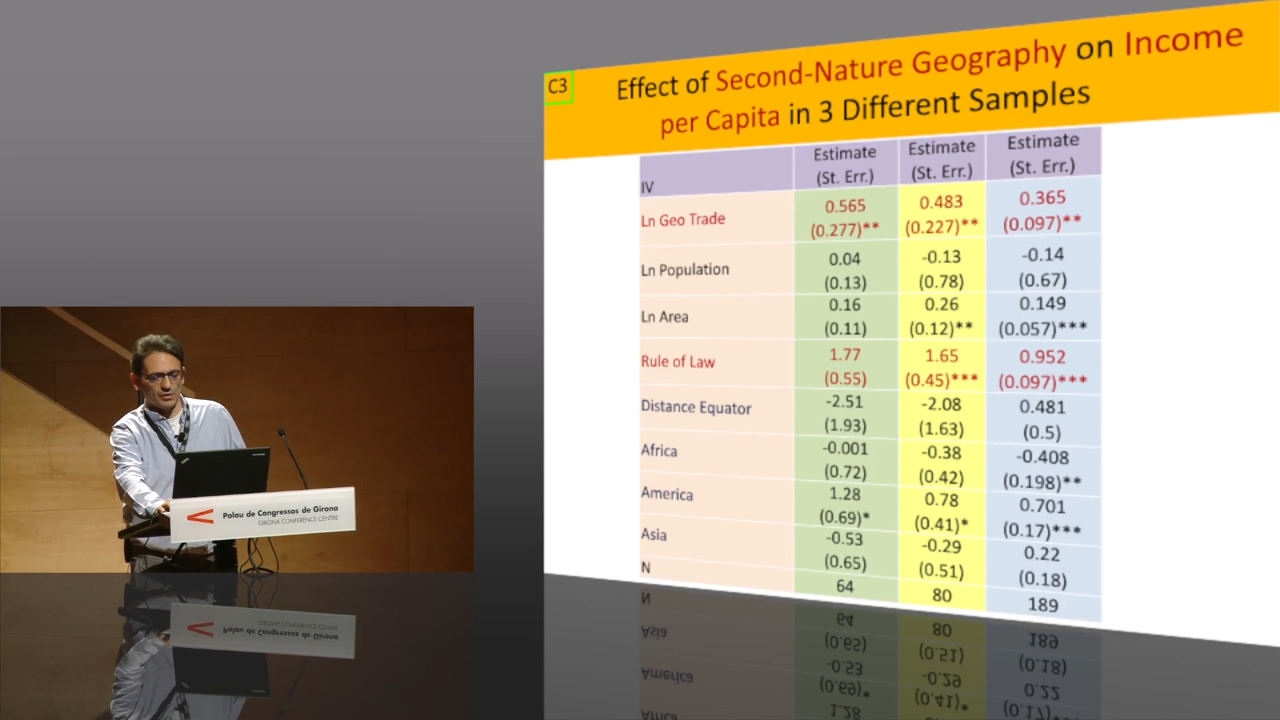 C3
Effect of Second-Nature Geography on Income
per Capita in 3 Different Samples
IV
Estimate
(St. Err.)
Estimate
(St. Err.)
Estimate
(St. Err.)
Ln Geo Trade
0.565
(0.277)**
0.483
(0.227)**
0.365
(0.097)**
Ln Population
0.04
(0.13)
-0.13
(0.78)
-0.14
(0.67)
Ln Area
0.16
(0.11)
0.26
(0.12)**
0.149
(0.057)***
Rule of Law
1.77
(0.55)
1.65
(0.45)***
0.952
(0.097)***
Distance Equator
-2.51
(1.93)
-2.08
(1.63)
0.481
(0.5)
Africa
-0.001
(0.72)
-0.38
(0.42)
-0.408
(0.198)**
America
1.28
(0.69)*
0.78
(0.41)*
0.701
(0.17)***
Asia
-0.53
(0.65)
-0.29
(0.51)
0.22
(0.18)
N
64
80
189
Palau de Congressos de Girona
GIRONA CONFERENCE CENTRE